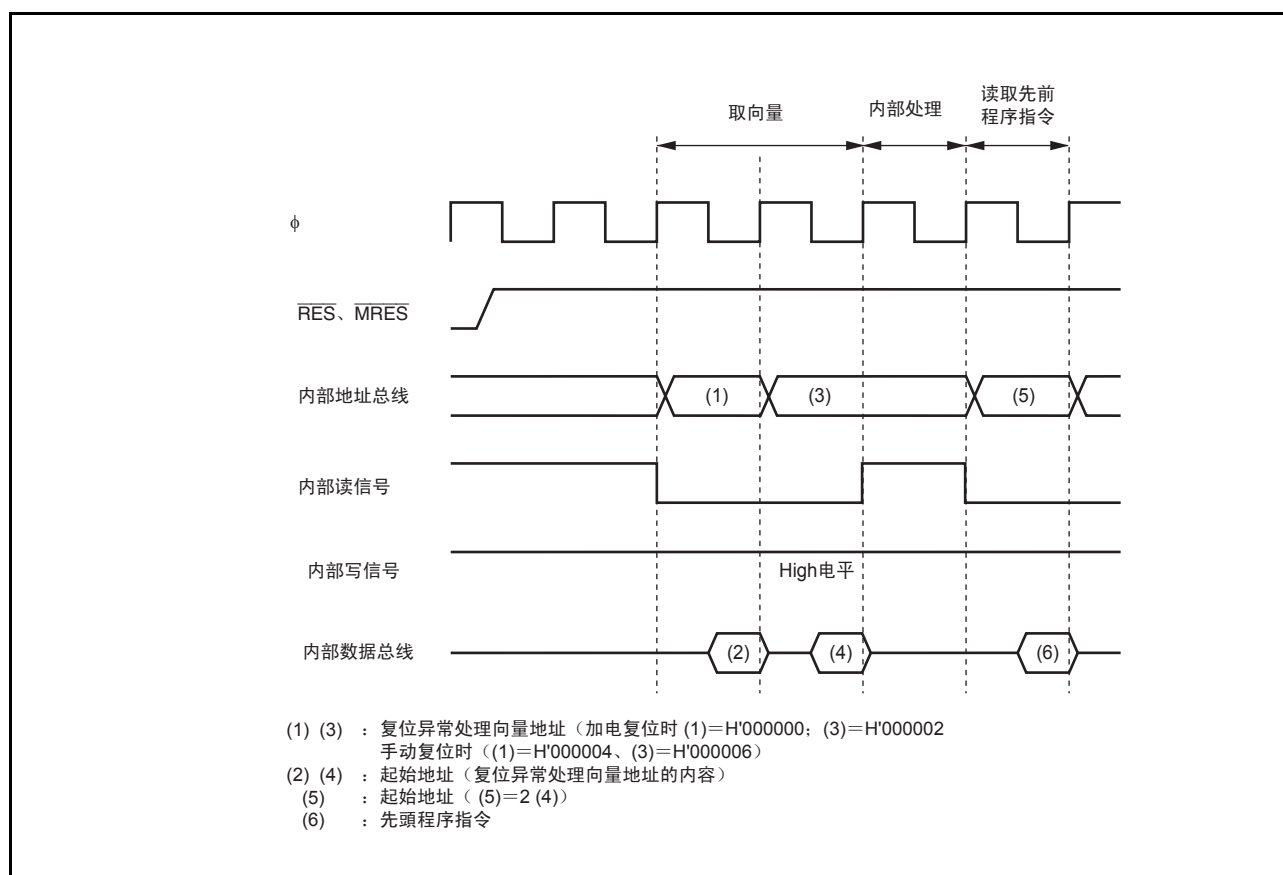 取向量
内部处理
读取先前
程序指令
ϕ
RES、MRES
内部地址总线
(1)
(3)
(5)
内部读信号
内部写信号
High电平
内部数据总线
(2)
(4)
(6)
(1) (3) ：复位异常处理向量地址（加电复位时 (1)＝H'000000；(3)＝H'000002
手动复位时（(1)＝H'000004、(3)＝H'000006）
(2) (4) ：起始地址（复位异常处理向量地址的内容）
(5) ：起始地址（ (5)＝2 (4)）
(6) ：先頭程序指令